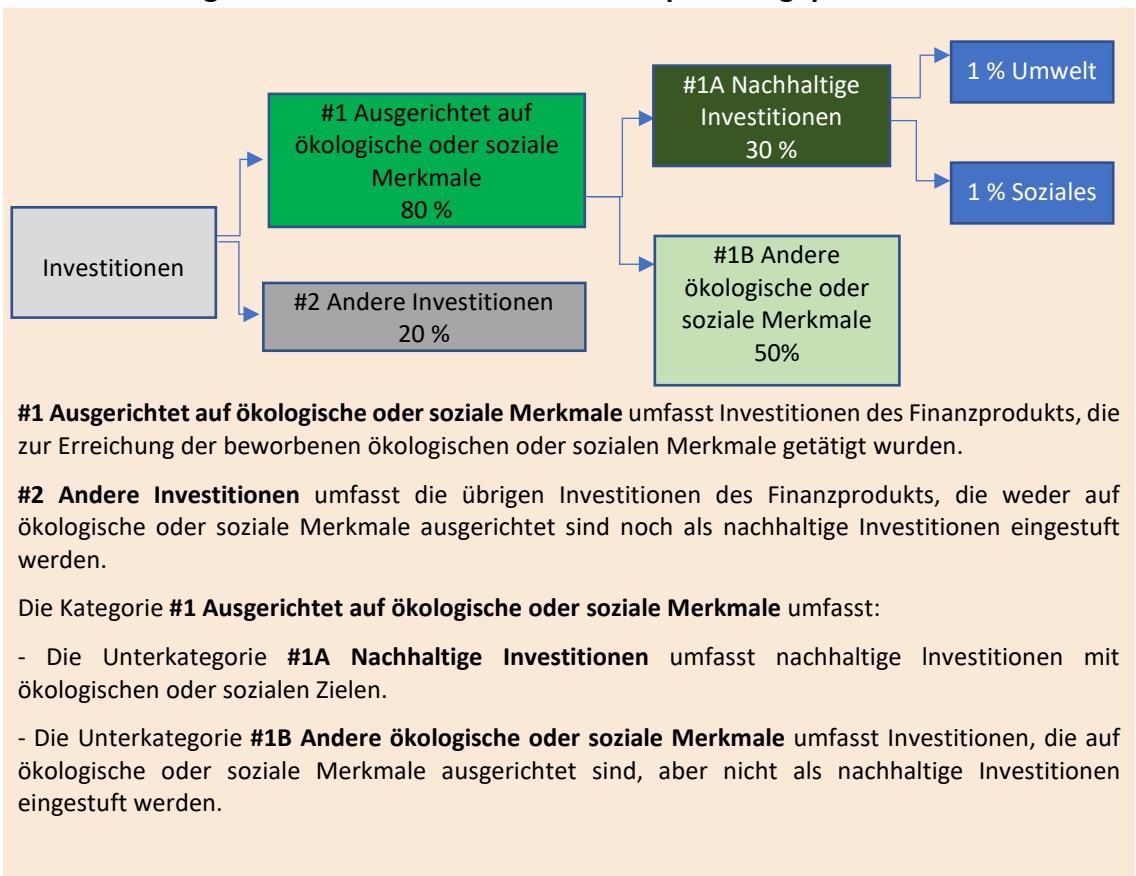 Investitionen
#1 Ausgerichtet auf
ökologische oder soziale
Merkmale
80 %
#2 Andere Investitionen
20 %
#1A Nachhaltige
Investitionen
30 %
#1B Andere
ökologische oder
soziale Merkmale
50%
1 % Umwelt
1 % Soziales
#1 Ausgerichtet auf ökologische oder soziale Merkmale umfasst Investitionen des Finanzprodukts, die
zur Erreichung der beworbenen ökologischen oder sozialen Merkmale getätigt wurden.
#2 Andere Investitionen umfasst die übrigen Investitionen des Finanzprodukts, die weder auf
ökologische oder soziale Merkmale ausgerichtet sind noch als nachhaltige Investitionen eingestuft
werden.
Die Kategorie #1 Ausgerichtet auf ökologische oder soziale Merkmale umfasst:
- Die Unterkategorie #1A Nachhaltige Investitionen umfasst nachhaltige lnvestitionen mit
ökologischen oder sozialen Zielen.
- Die Unterkategorie #1B Andere ökologische oder soziale Merkmale umfasst Investitionen, die auf
ökologische oder soziale Merkmale ausgerichtet sind, aber nicht als nachhaltige Investitionen
eingestuft werden.